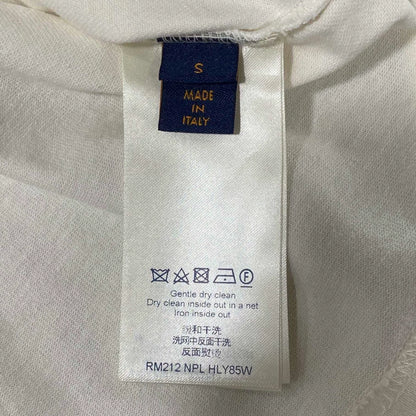 S
MADE
IN
ITALY
F
Gentle dry clean
Dry clean inside out in a net
Iron inside out
缓和干洗
洗网中反面干洗
反面熨烫
RM212 NPL HLY85W